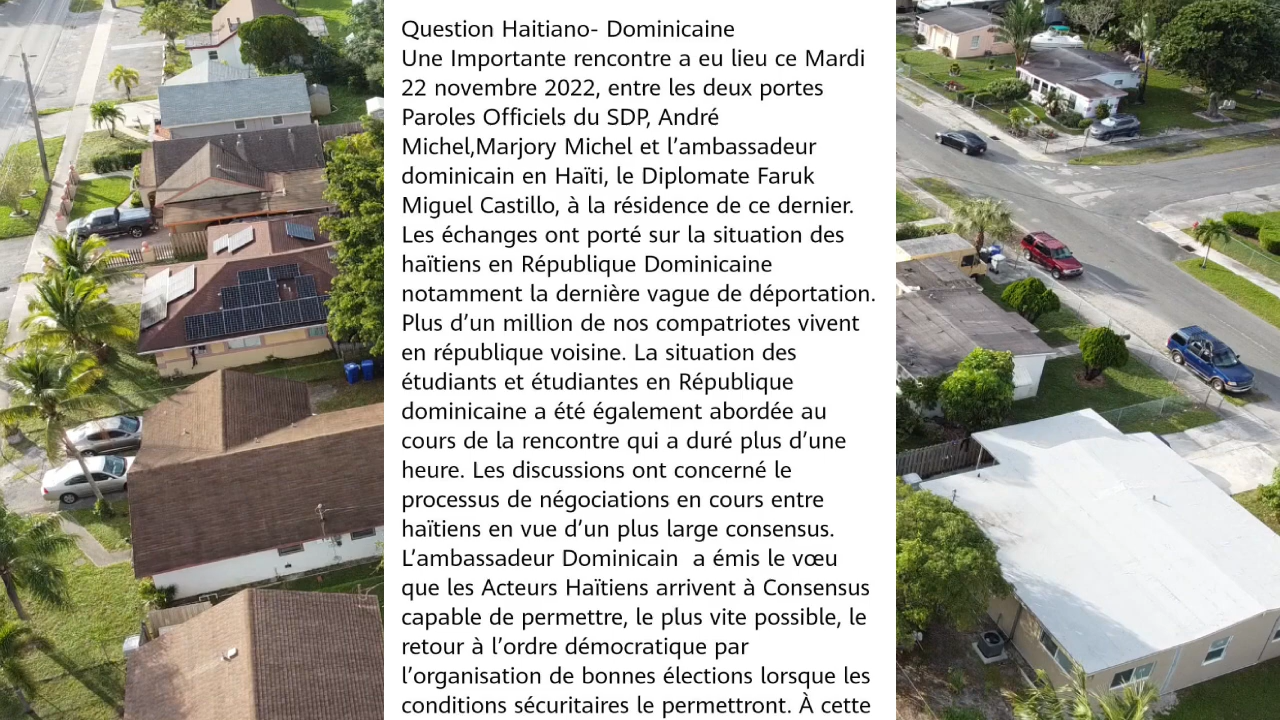 Question Haitiano- Dominicaine
Une Importante rencontre a eu lieu ce Mardi
22 novembre 2022, entre les deux portes
Paroles Officiels du SDP, André
Michel,Marjory Michel et l’ambassadeur
dominicain en Haïti, le Diplomate Faruk
Miguel Castillo, à la résidence de ce dernier.
Les échanges ont porté sur la situation des
haïtiens en République Dominicaine
notamment la dernière vague de déportation.
Plus d’un million de nos compatriotes vivent
en république voisine. La situation des
étudiants et étudiantes en République
dominicaine a été également abordée au
cours de la rencontre qui a duré plus d’une
heure. Les discussions ont concerné le
processus de négociations en cours entre
haïtiens en vue d’un plus large consensus.
L’ambassadeur Dominicain  a émis le vœu
que les Acteurs Haïtiens arrivent à Consensus
capable de permettre, le plus vite possible, le
retour à l’ordre démocratique par
l’organisation de bonnes élections lorsque les
conditions sécuritaires le permettront. À cette